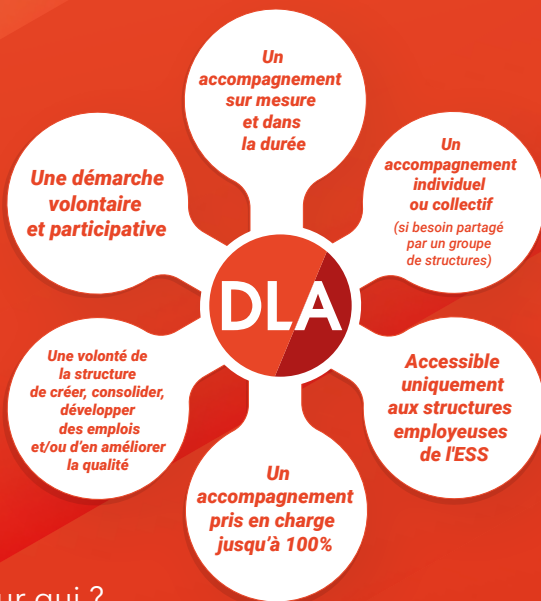 Un
accompagnement
sur mesure
et dans
la durée
Une démarche
volontaire
et participative
Un
accompagnement
individuel
ou collectif
(si besoin partagé
par un groupe
de structures)
DLA
Une volonté de
la structure
de créer, consolider,
développer
des emplois
et/ou d'en améliorer
la qualité
Accessible
uniquement
aux structures
employeuses
de l'ESS
Un
accompagnement
pris en charge
jusqu'à 100%
qui ?